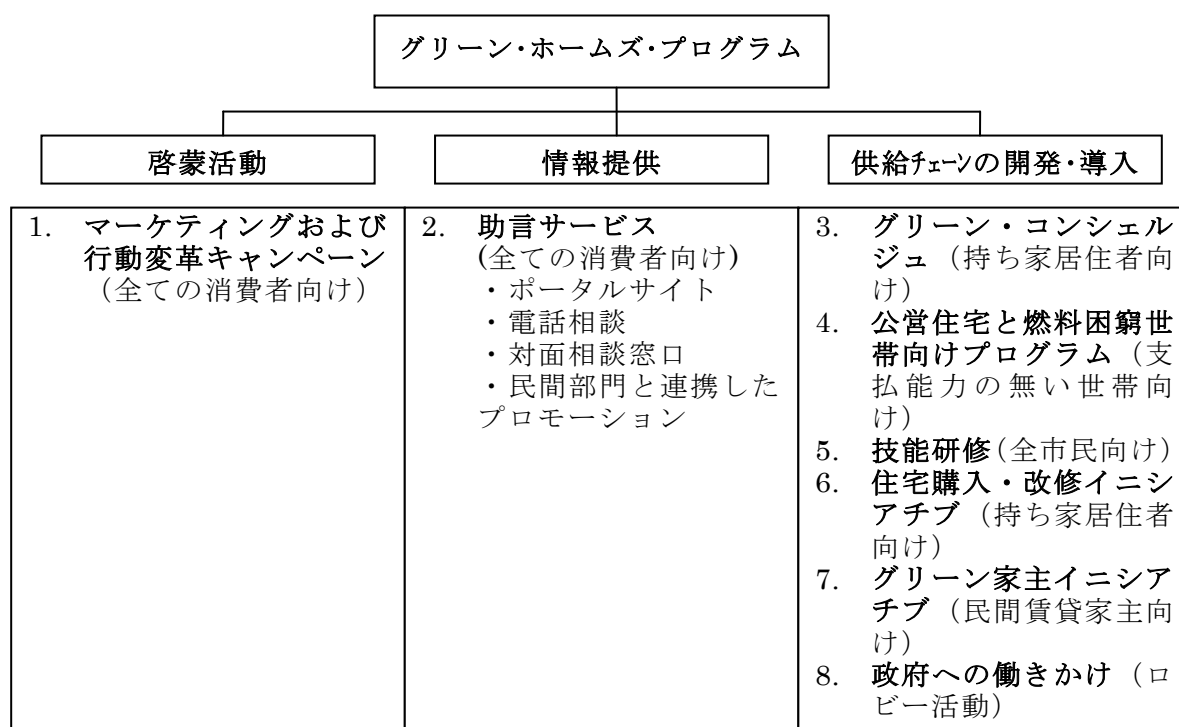 グリーン・ホームズ・プログラム
啓蒙活動
情報提供
供給チェーンの開発・導入
1. マーケティングおよび
行動変革キャンペーン
（全ての消費者向け）
2. 助言サービス
(全ての消費者向け)
・ポータルサイト
・電話相談
・対面相談窓口
・民間部門と連携した
プロモーション
3. グリーン・コンシェル
ジュ（持ち家居住者向
け）
4. 公営住宅と燃料困窮世
帯向けプログラム（支
払能力の無い世帯向
け）
5. 技能研修（全市民向け）
6. 住宅購入・改修イニシ
アチブ（持ち家居住者
向け）
7. グリーン家主イニシア
チブ（民間賃貸家主向
け）
8. 政府への働きかけ（ロ
ビー活動）